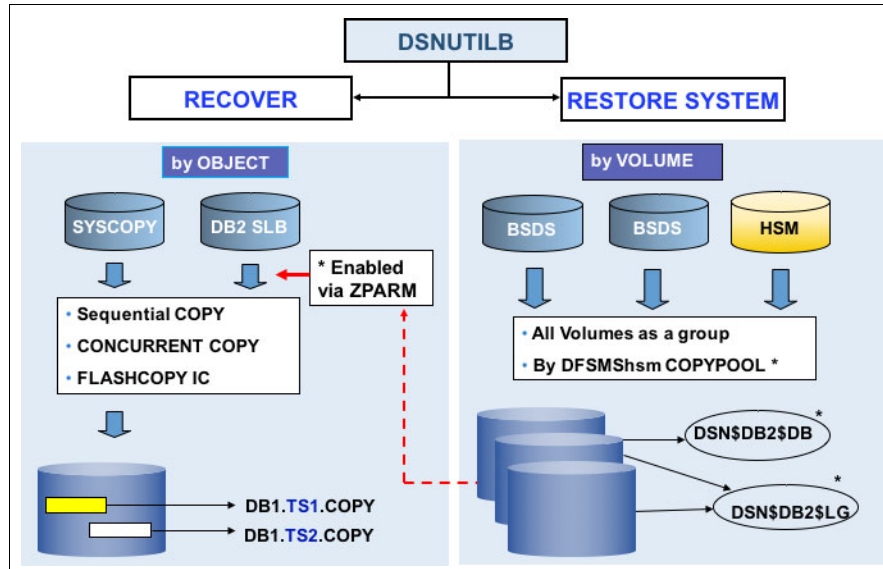 DSNUTILB
RECOVER
RESTORE SYSTEM
by OBJECT
SYSCOPY
DB2 SLB
* Enabled
via ZPARM
• Sequential COPY
• CONCURRENT COPY
• FLASHCOPY IC
DB1.TS1.COPY
DB1.TS2.COPY
by VOLUME
BSDS
BSDS
HSM
• All Volumes as a group
• By DFSMShsm COPYPOOL *
DSN$DB2$DB
*
DSN$DB2$LG
*